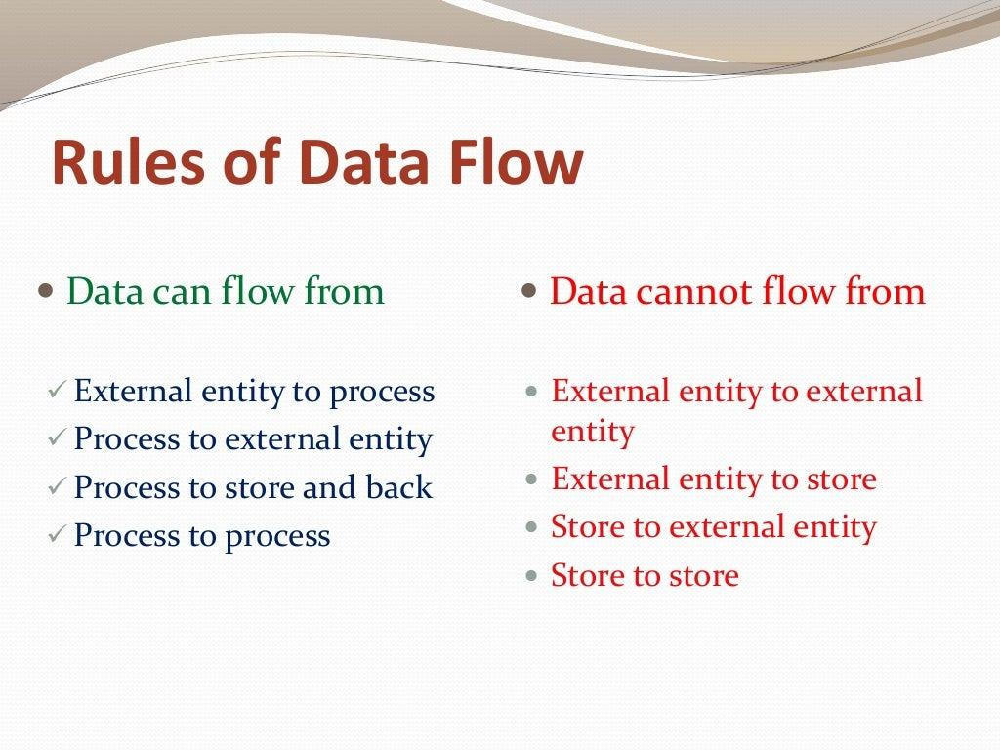 Rules of Data Flow
• Data can flow from
✓ External entity to process
✓ Process to external entity
✓ Process to store and back
✓ Process to process
• Data cannot flow from
• External entity to external
entity
• External entity to store
• Store to external entity
• Store to store